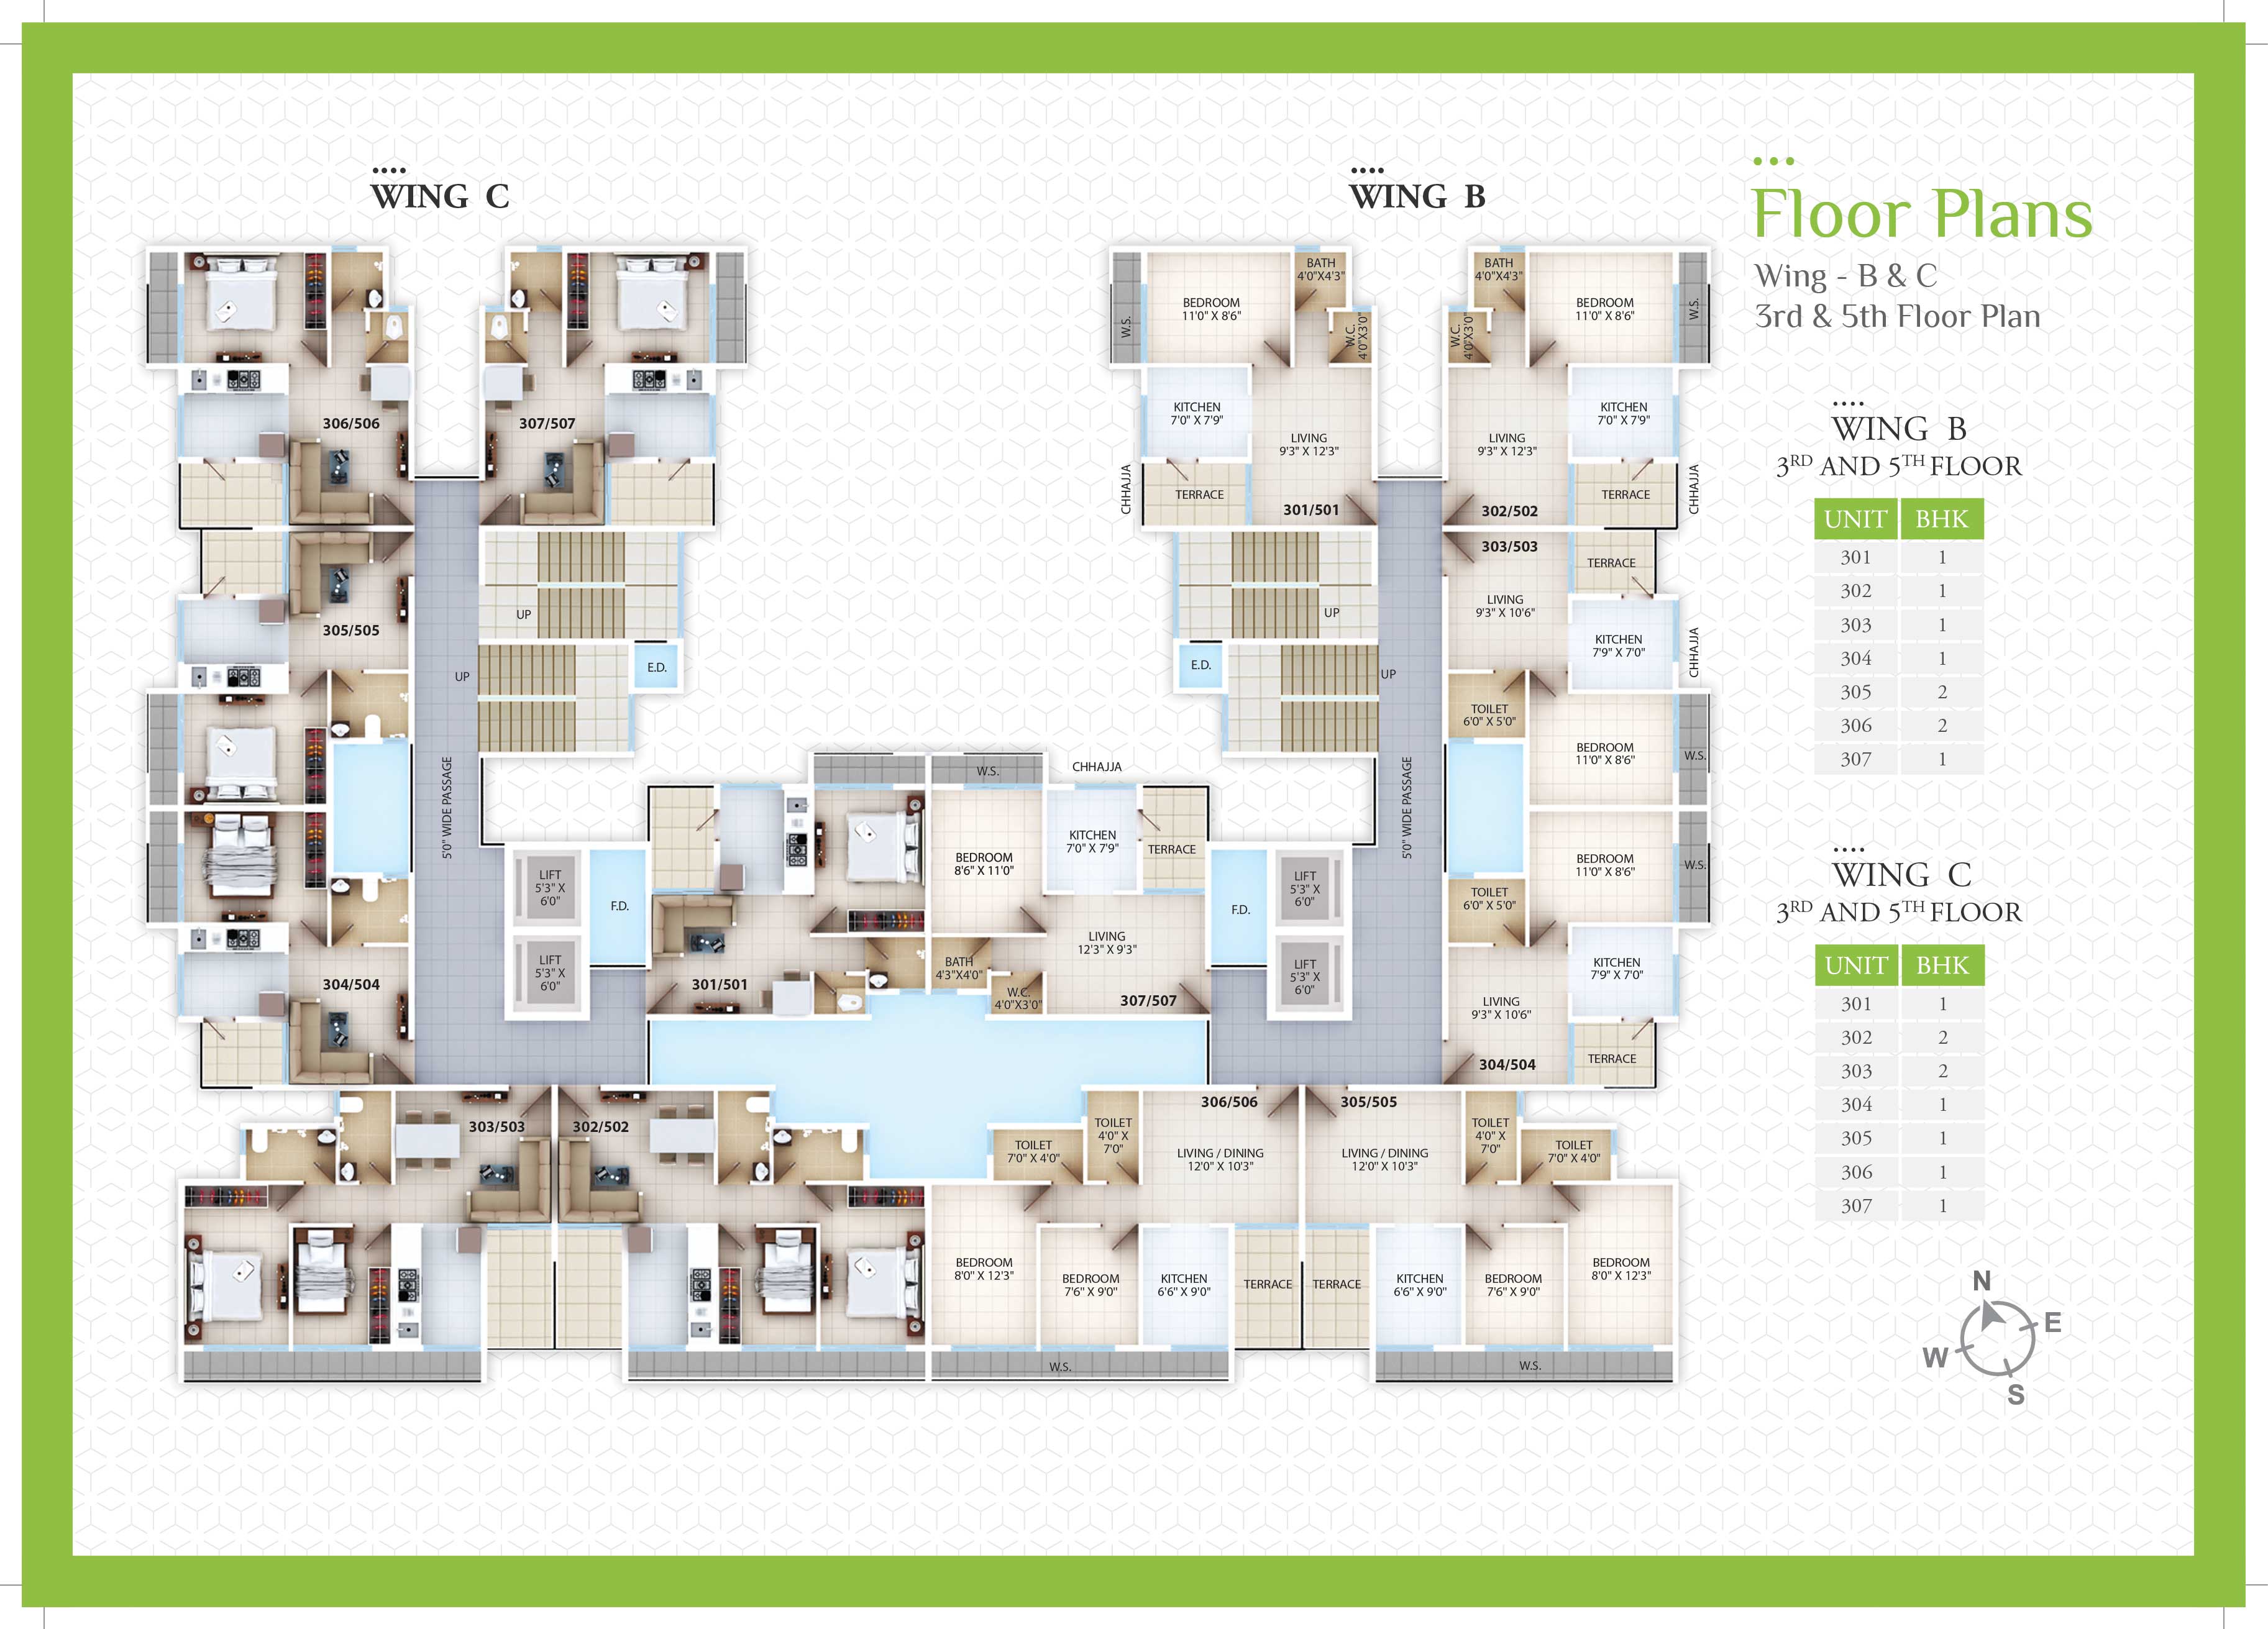 WING C
WING B
Floor Plans
Wing - B & C
3rd & 5th Floor Plan
WING B
3RD AND 5TH FLOOR
UNIT BHK
301 1
302 1
303 1
304 1
305 2
306 2
307 1
WING C
3RD AND 5TH FLOOR
UNIT BHK
301 1
302 2
303 2
304 1
305 1
306 1
307 1
N
E
W
S
306/506
307/507
305/505
UP
UP
E.D.
5'0" WIDE PASSAGE
304/504
LIFT
5'3" X
6'0"
LIFT
5'3" X
6'0"
F.D.
301/501
303/503
302/502
W.S.
BEDROOM
11'0" X 8'6"
BATH
4'0"X4'3"
W.C.
4'0"X3'0"
KITCHEN
7'0" X 7'9"
LIVING
9'3" X 12'3"
CHHAJJA
TERRACE
301/501
BATH
4'0"X4'3"
W.C.
4'0"X3'0"
BEDROOM
11'0" X 8'6"
W.S.
LIVING
9'3" X 12'3"
KITCHEN
7'0" X 7'9"
TERRACE
CHHAJJA
302/502
303/503
TERRACE
LIVING
9'3" X 10'6"
KITCHEN
7'9" X 7'0"
CHHAJJA
UP
E.D.
UP
TOILET
6'0" X 5'0"
BEDROOM
11'0" X 8'6"
W.S.
5'0" WIDE PASSAGE
BEDROOM
11'0" X 8'6"
W.S.
TOILET
6'0" X 5'0"
KITCHEN
7'9" X 7'0"
LIVING
9'3" X 10'6"
TERRACE
304/504
W.S.
CHHAJJA
BEDROOM
8'6" X 11'0"
KITCHEN
7'0" X 7'9"
TERRACE
LIVING
12'3" X 9'3"
BATH
4'3"X4'0"
W.C.
4'0"X3'0"
307/507
F.D.
LIFT
5'3" X
6'0"
LIFT
5'3" X
6'0"
306/506
TOILET
7'0" X 4'0"
TOILET
4'0" X
7'0"
LIVING / DINING
12'0" X 10'3"
BEDROOM
8'0" X 12'3"
BEDROOM
7'6" X 9'0"
KITCHEN
6'6" X 9'0"
TERRACE
W.S.
305/505
LIVING / DINING
12'0" X 10'3"
TOILET
4'0" X
7'0"
TOILET
7'0" X 4'0"
TERRACE
KITCHEN
6'6" X 9'0"
BEDROOM
7'6" X 9'0"
BEDROOM
8'0" X 12'3"
W.S.